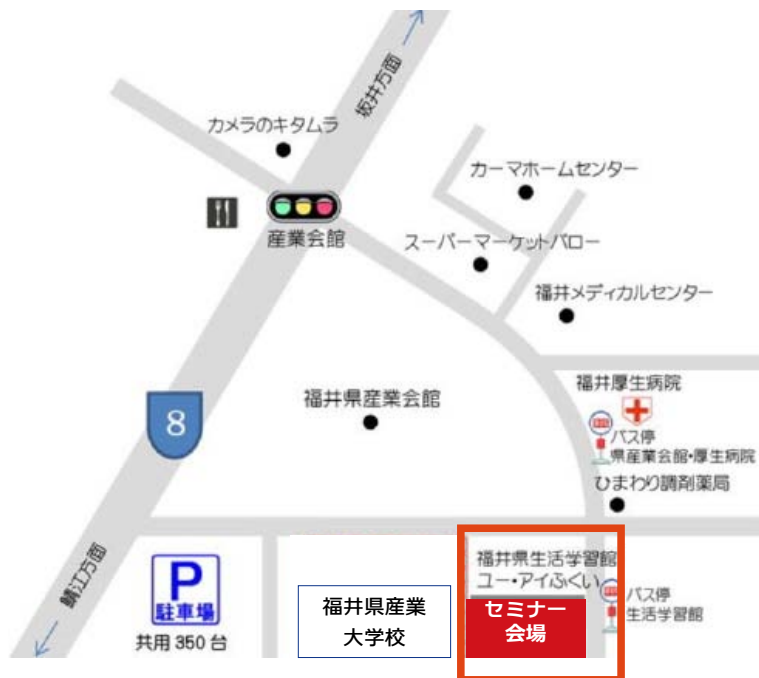 坂井方面
カメラのキタムラ
カーマホームセンター
産業会館
スーパーマーケットバロー
福井メディカルセンター
福井厚生病院
福井県産業会館
8
バス停
県産業会館・厚生病院
ひまわり調剤薬局
鯖江方面
P
駐車場
共用 350 台
福井県産業
大学校
福井県生活学習館
ユー・アイふくい
セミナー
会場
バス停
生活学習館